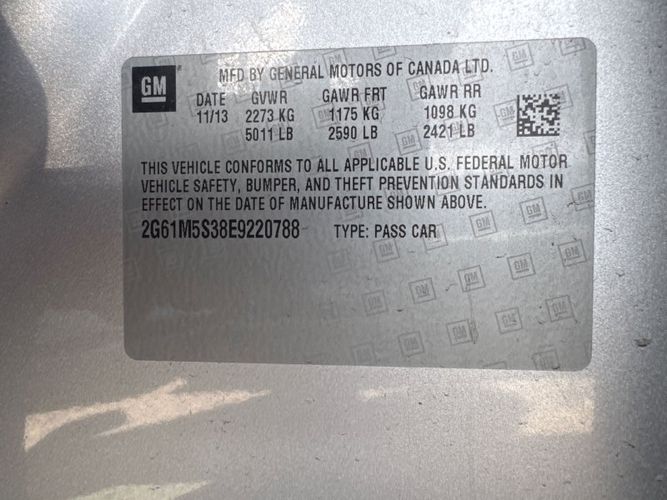 GM
MFD BY GENERAL MOTORS OF CANADA LTD.
DATE GVWR GAWR FRT GAWR RR
11/13 2273 KG 1175 KG 1098 KG
5011 LB 2590 LB 2421 LB
THIS VEHICLE CONFORMS TO ALL APPLICABLE U.S. FEDERAL MOTOR
VEHICLE SAFETY, BUMPER, AND THEFT PREVENTION STANDARDS IN
EFFECT ON THE DATE OF MANUFACTURE SHOWN ABOVE.
2G61M5S38E9220788 TYPE: PASS CAR